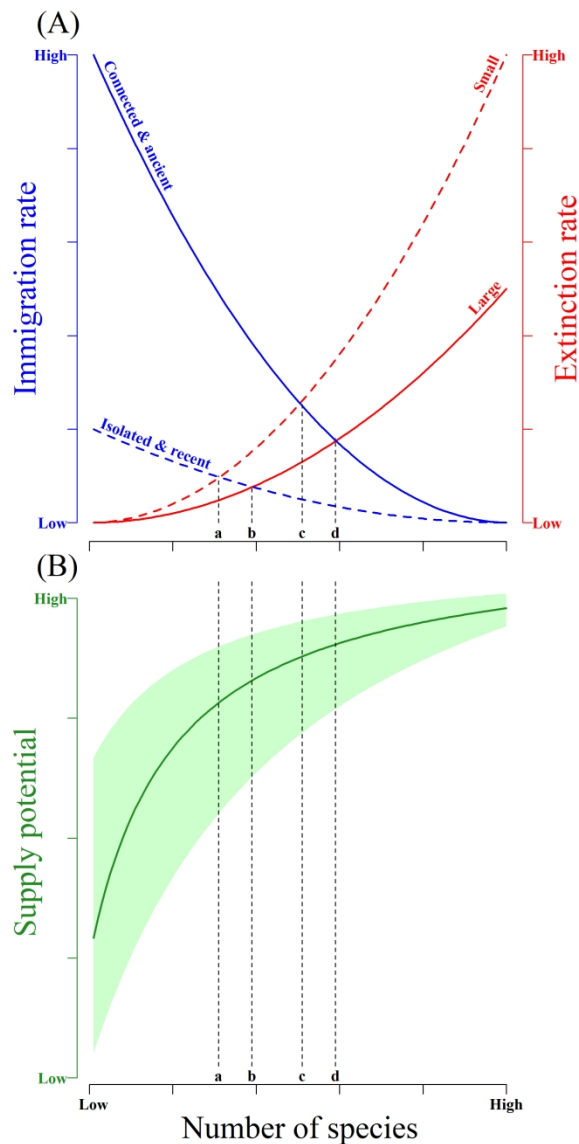 (A)
High
High
Connected & ancient
Small
Immigration rate
Extinction rate
Large
Isolated & recent
Low
Low
a b c d
(B)
High
Supply potential
Low
a b c d
Low High
Number of species